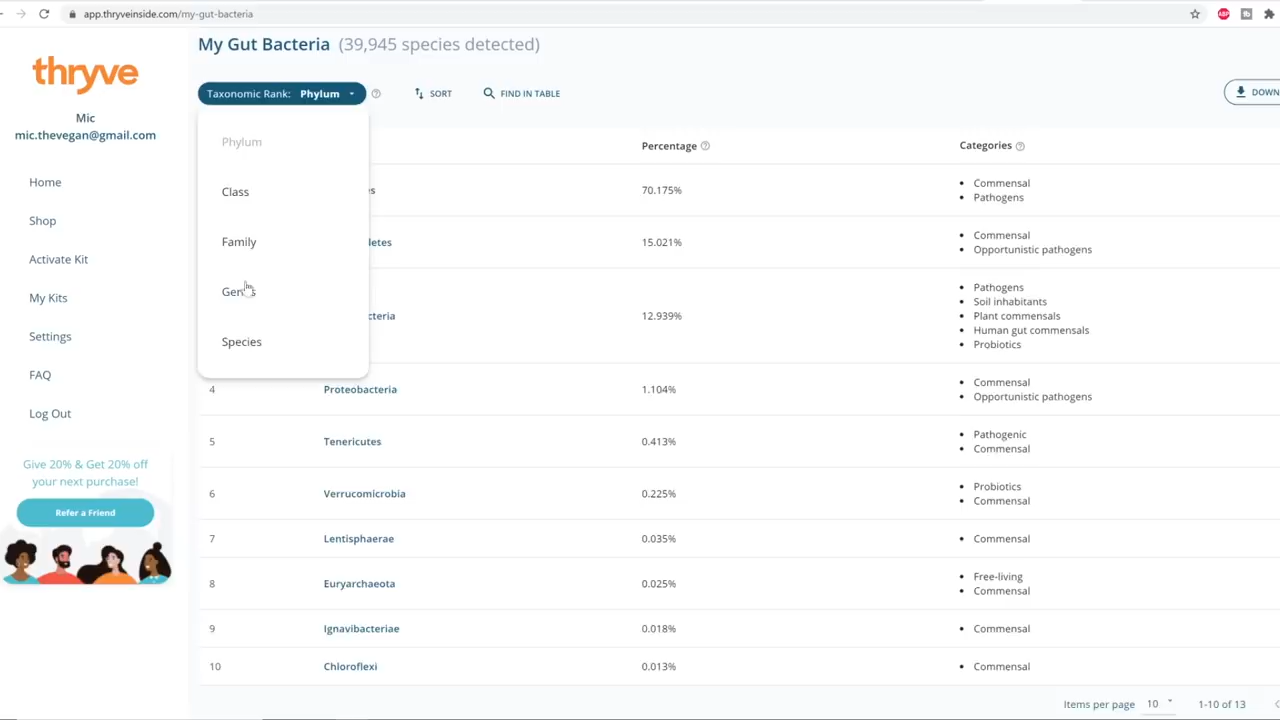 app.thryveinside.com/my-gut-bacteria
ABP
thryve
Mic
mic.thevegan@gmail.com
Home
Shop
Activate Kit
My Kits
Settings
FAQ
Log Out
Give 20% & Get 20% off
your next purchase!
Refer a Friend
My Gut Bacteria (39,945 species detected)
Taxonomic Rank: Phylum
SORT
FIND IN TABLE
DOWN
Phylum
Class
Family
Genus
Species
Percentage
Categories
es
70.175%
Commensal
Pathogens
letes
15.021%
Commensal
Opportunistic pathogens
cteria
12.939%
Pathogens
Soil inhabitants
Plant commensals
Human gut commensals
Probiotics
4 Proteobacteria 1.104%
Commensal
Opportunistic pathogens
5 Tenericutes 0.413%
Pathogenic
Commensal
6 Verrucomicrobia 0.225%
Probiotics
Commensal
7 Lentisphaerae 0.035%
Commensal
8 Euryarchaeota 0.025%
Free-living
Commensal
9 Ignavibacteriae 0.018%
Commensal
10 Chloroflexi 0.013%
Commensal
Items per page 10 1-10 of 13